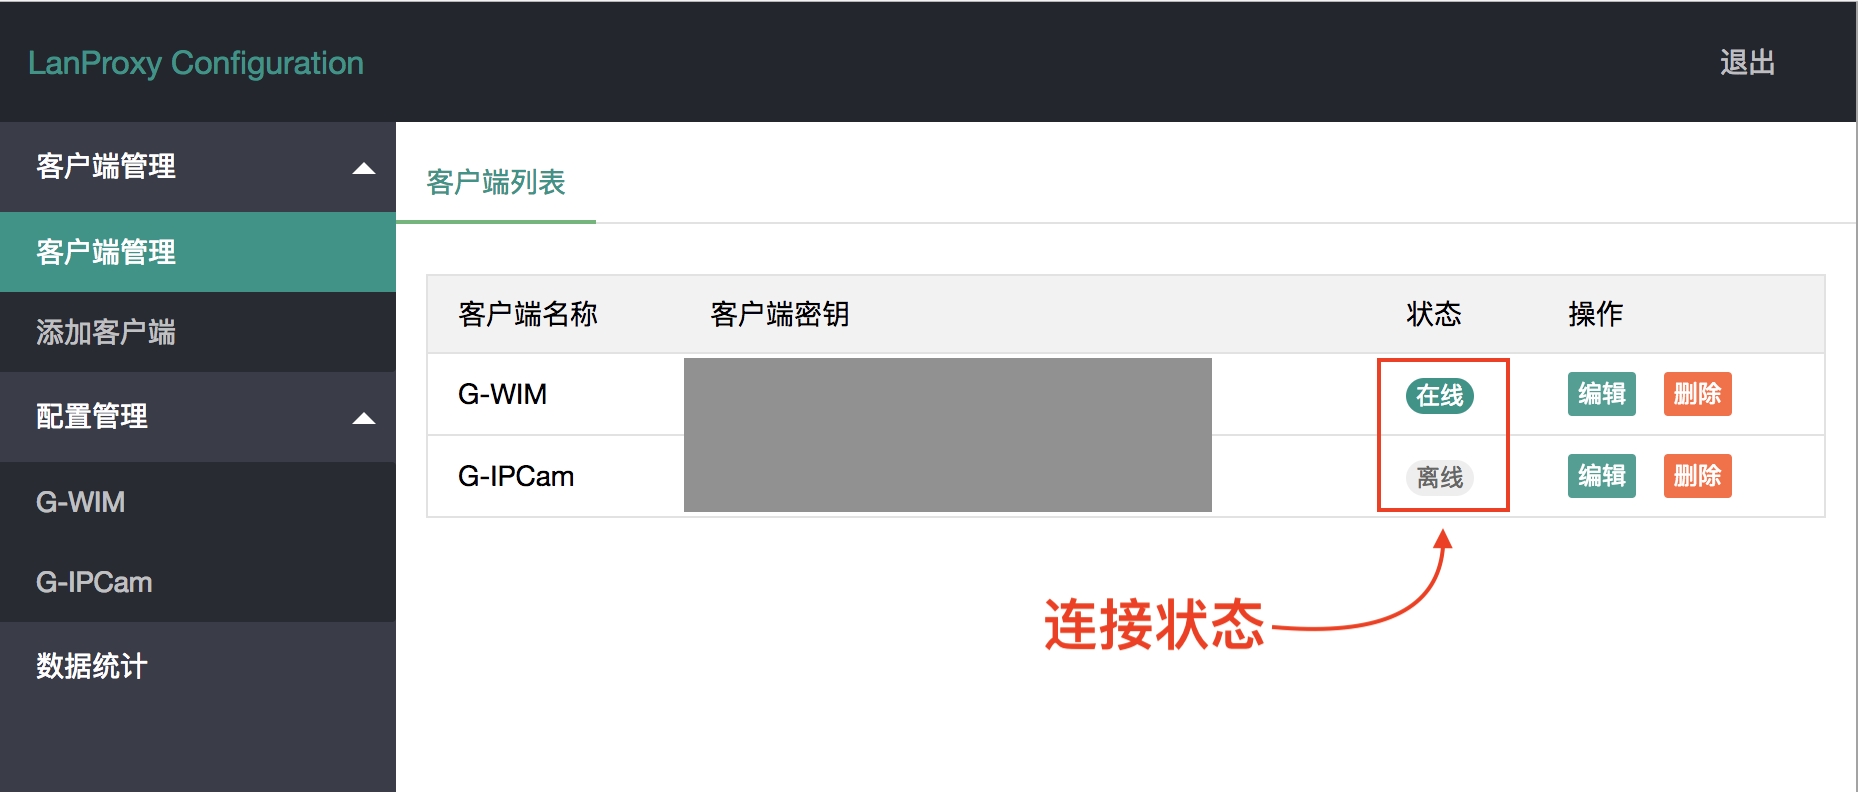 LanProxy Configuration
退出
客户端管理
客户端管理
添加客户端
配置管理
G-WIM
G-IPCam
数据统计
客户端列表
客户端名称 客户端密钥 状态 操作
G-WIM 在线 编辑 删除
G-IPCam 离线 编辑 删除
连接状态